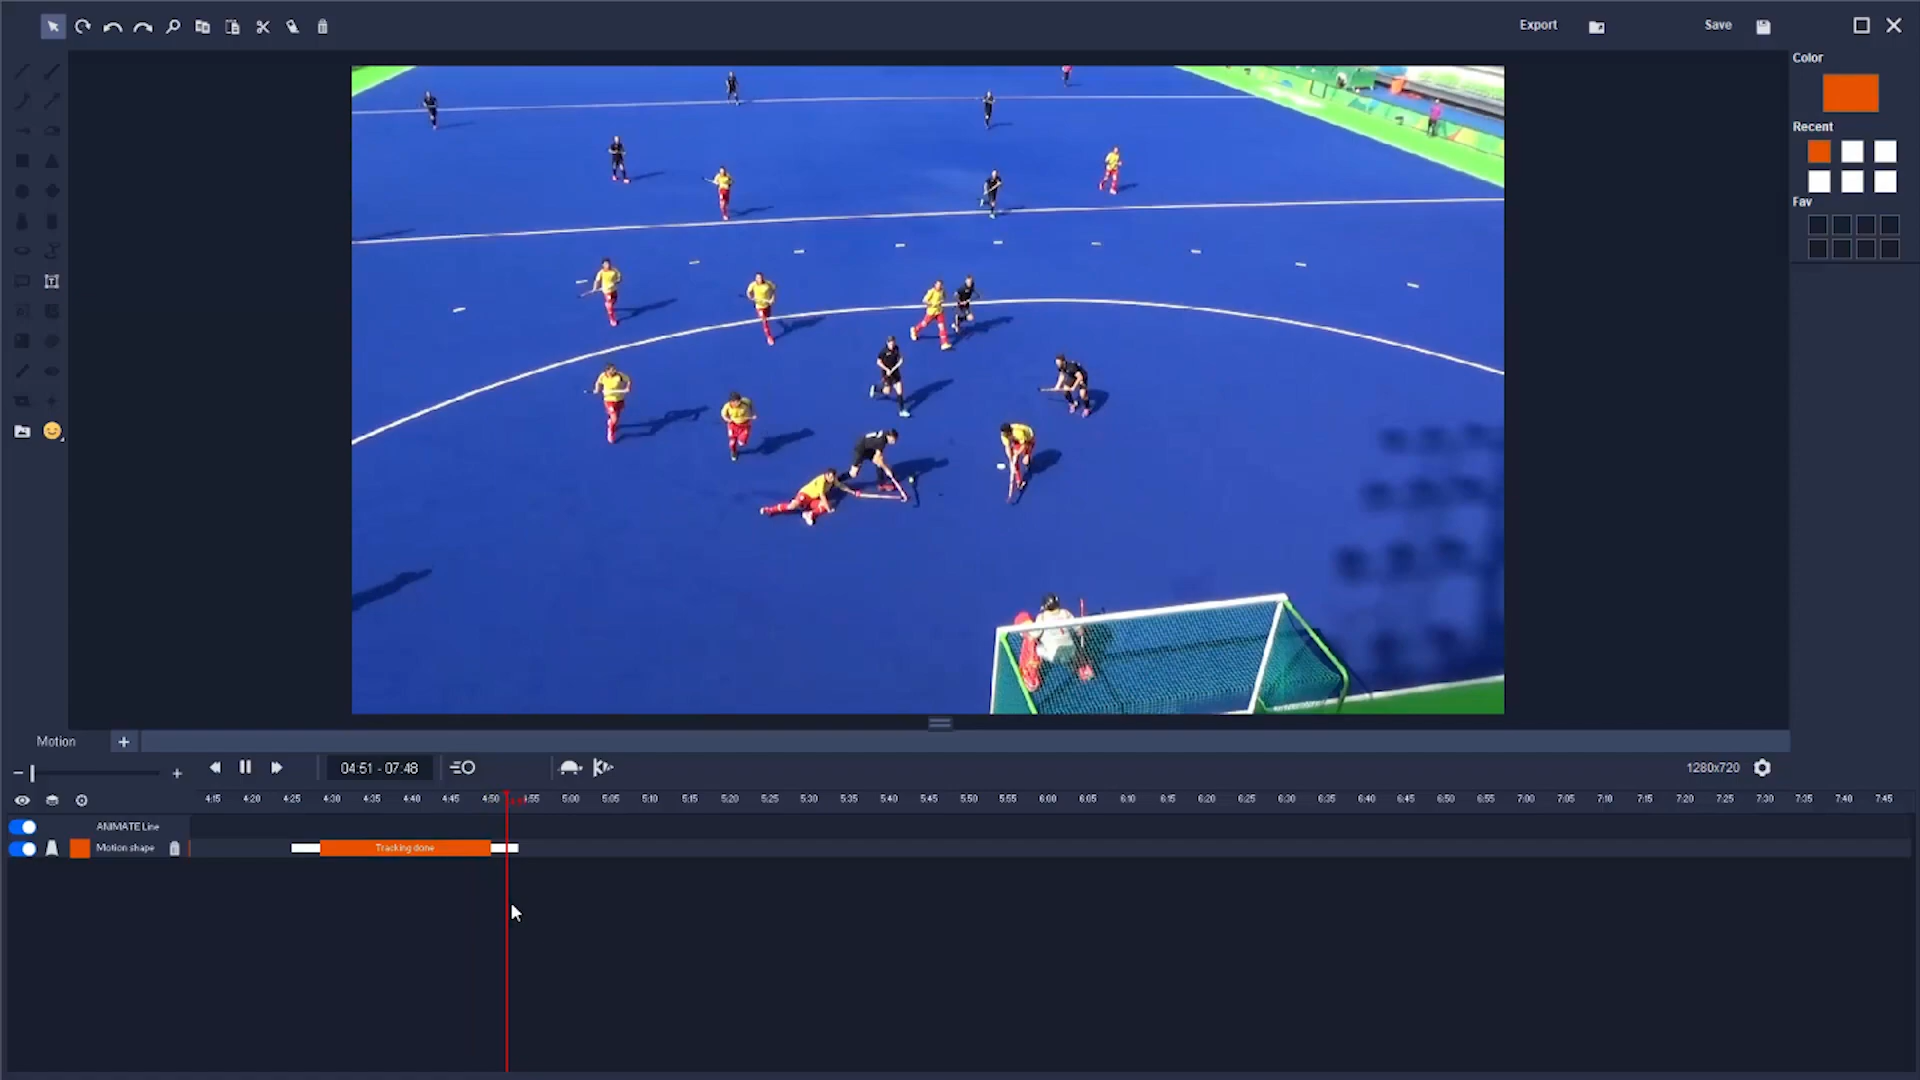 Export
Save
Color
Recent
Fav
Motion
04:51 - 07:48
1280x720
4:15 4:20 4:25 4:30 4:35 4:40 4:45 4:50 4:55 5:00 5:05 5:10 5:15 5:20 5:25 5:30 5:35 5:40 5:45 5:50 5:55 6:00 6:05 6:10 6:15 6:20 6:25 6:30 6:35 6:40 6:45 6:50 6:55 7:00 7:05 7:10 7:15 7:20 7:25 7:30 7:35 7:40 7:45
ANIMATE Line
Motion shape
Tracking done